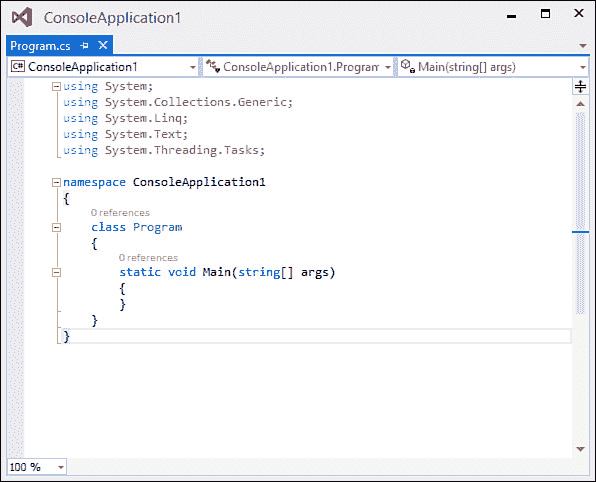 ConsoleApplication1
Program.cs
C# ConsoleApplication1
ConsoleApplication1.Program
Main(string[] args)
using System;
using System.Collections.Generic;
using System.Linq;
using System.Text;
using System.Threading.Tasks;
namespace ConsoleApplication1
{
0 references
class Program
{
0 references
static void Main(string[] args)
{
}
}
}
100 %